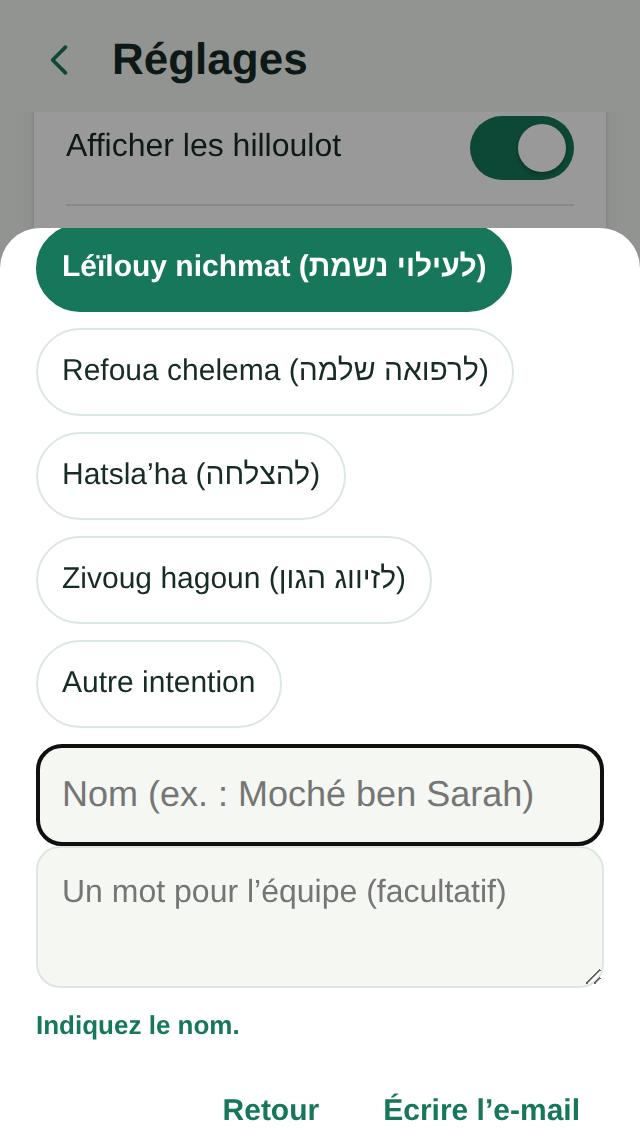 Réglages
Afficher les hilloulot
Léïlouy nichmat (לעילוי נשמת)
Refoua chelema (לרפואה שלמה)
Hatsla’ha (להצלחה)
Zivoug hagoun (לזיווג הגון)
Autre intention
Nom (ex. : Moché ben Sarah)
Un mot pour l’équipe (facultatif)
Indiquez le nom.
Retour
Écrire l’e-mail